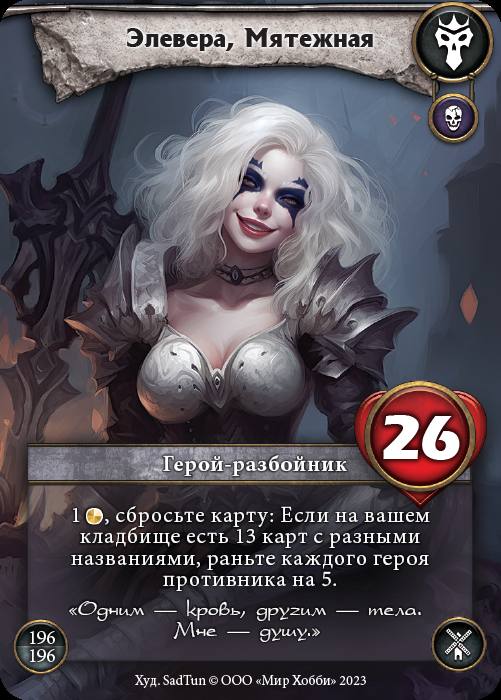 Элевера, Мятежная
26
Герой-разбойник
1 , сбросьте карту: Если на вашем
кладбище есть 13 карт с разными
названиями, раньте каждого героя
противника на 5.
«Одним — кровь, другим — тела.
Мне — душу.»
196
196
Худ. SadTun © ООО «Мир Хобби» 2023